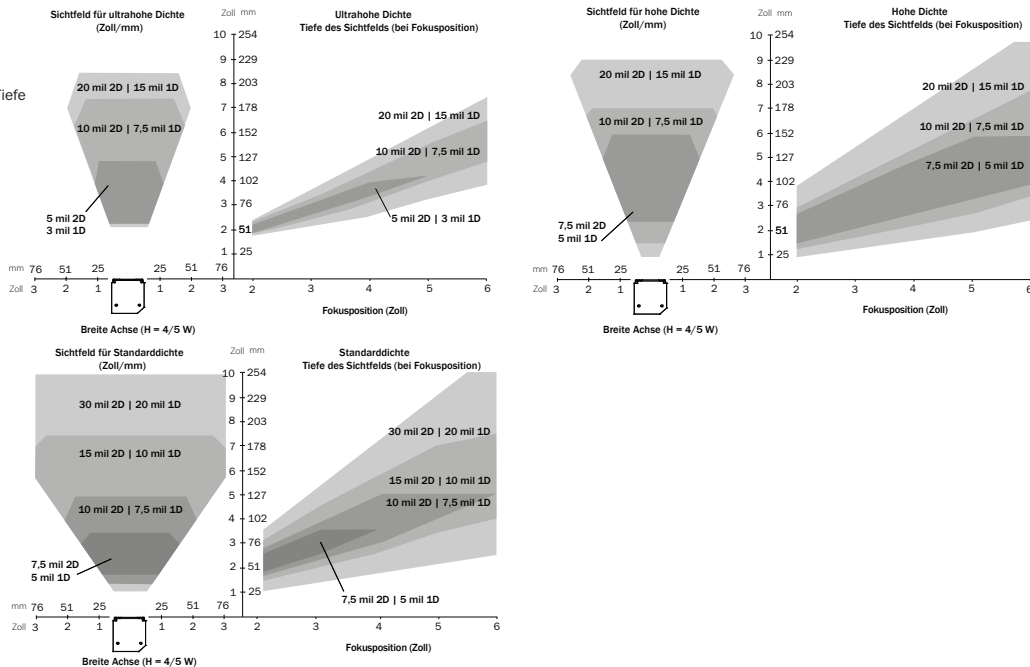 Tiefe
Sichtfeld für ultrahohe Dichte
(Zoll/mm)
20 mil 2D | 15 mil 1D
10 mil 2D | 7,5 mil 1D
5 mil 2D
3 mil 1D
mm 76 51 25 25 51 76
Zoll 3 2 1 1 2 3
Breite Achse (H = 4/5 W)
Zoll mm
Ultrahohe Dichte
Tiefe des Sichtfelds (bei Fokusposition)
10 254
9 229
8 203
7 178
6 152
5 127
4 102
3 76
2 51
1 25
20 mil 2D | 15 mil 1D
10 mil 2D | 7,5 mil 1D
5 mil 2D | 3 mil 1D
2 3 4 5 6
Fokusposition (Zoll)
Sichtfeld für hohe Dichte
(Zoll/mm)
20 mil 2D | 15 mil 1D
10 mil 2D | 7,5 mil 1D
7,5 mil 2D
5 mil 1D
mm 76 51 25 25 51 76
Zoll 3 2 1 1 2 3
Breite Achse (H = 4/5 W)
Zoll mm
Hohe Dichte
Tiefe des Sichtfelds (bei Fokusposition)
10 254
9 229
8 203
7 178
6 152
5 127
4 102
3 76
2 51
1 25
20 mil 2D | 15 mil 1D
10 mil 2D | 7,5 mil 1D
7,5 mil 2D | 5 mil 1D
2 3 4 5 6
Fokusposition (Zoll)
Sichtfeld für Standarddichte
(Zoll/mm)
30 mil 2D | 20 mil 1D
15 mil 2D | 10 mil 1D
10 mil 2D | 7,5 mil 1D
7,5 mil 2D
5 mil 1D
mm 76 51 25 25 51 76
Zoll 3 2 1 1 2 3
Breite Achse (H = 4/5 W)
Zoll mm
Standarddichte
Tiefe des Sichtfelds (bei Fokusposition)
10 254
9 229
8 203
7 178
6 152
5 127
4 102
3 76
2 51
1 25
30 mil 2D | 20 mil 1D
15 mil 2D | 10 mil 1D
10 mil 2D | 7,5 mil 1D
7,5 mil 2D | 5 mil 1D
2 3 4 5 6
Fokusposition (Zoll)